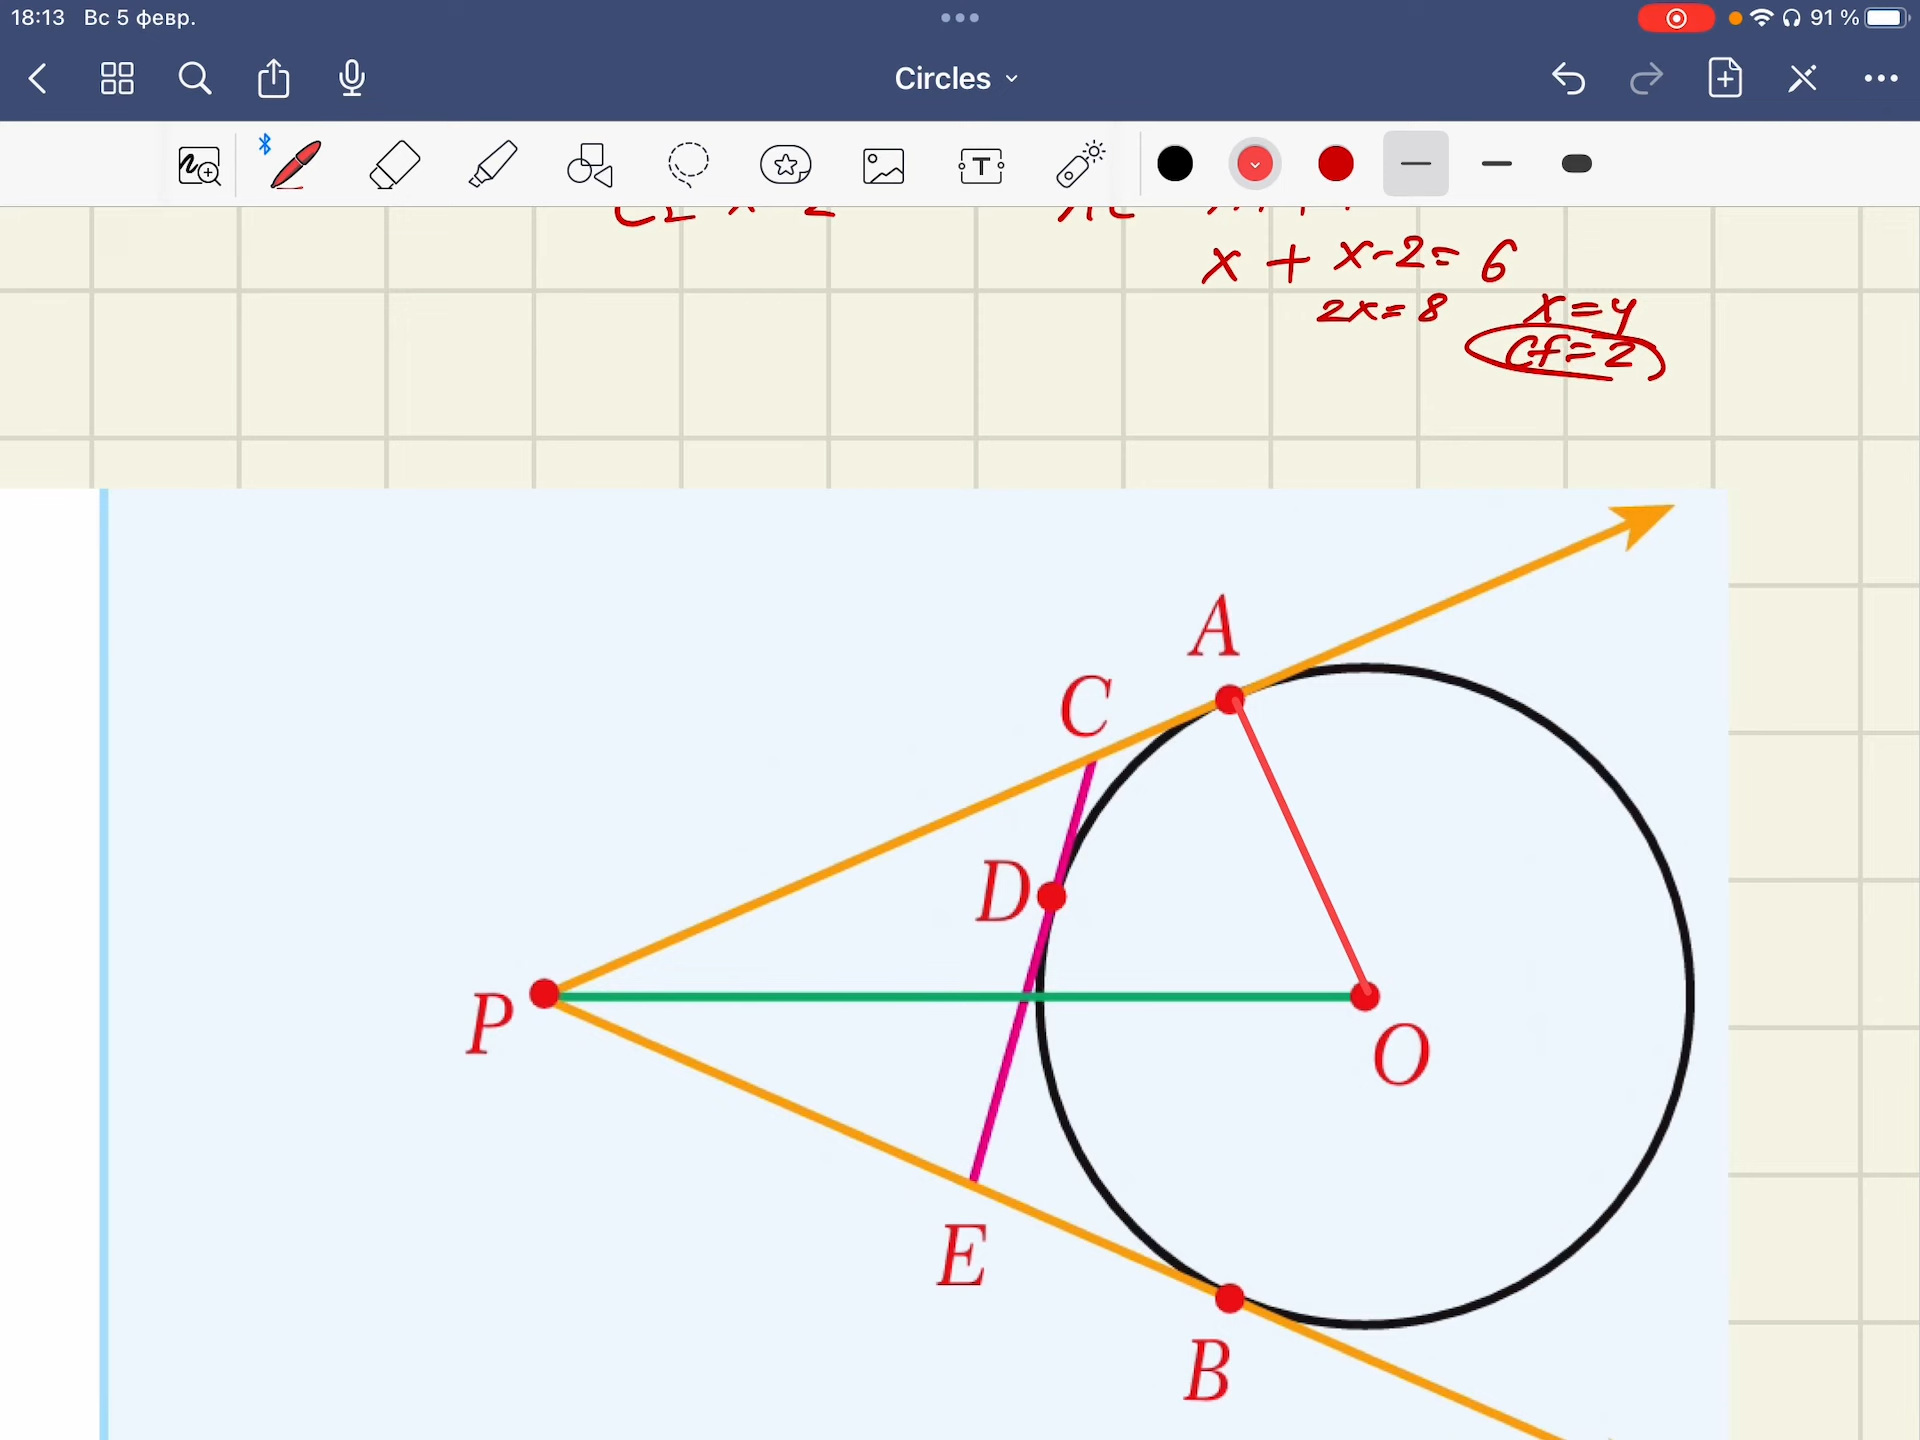 18:13 Вс 5 февр.
91 %
Circles
T
x + x-2= 6
2x=8 x=4
CF=2
A
C
D
P
O
E
B